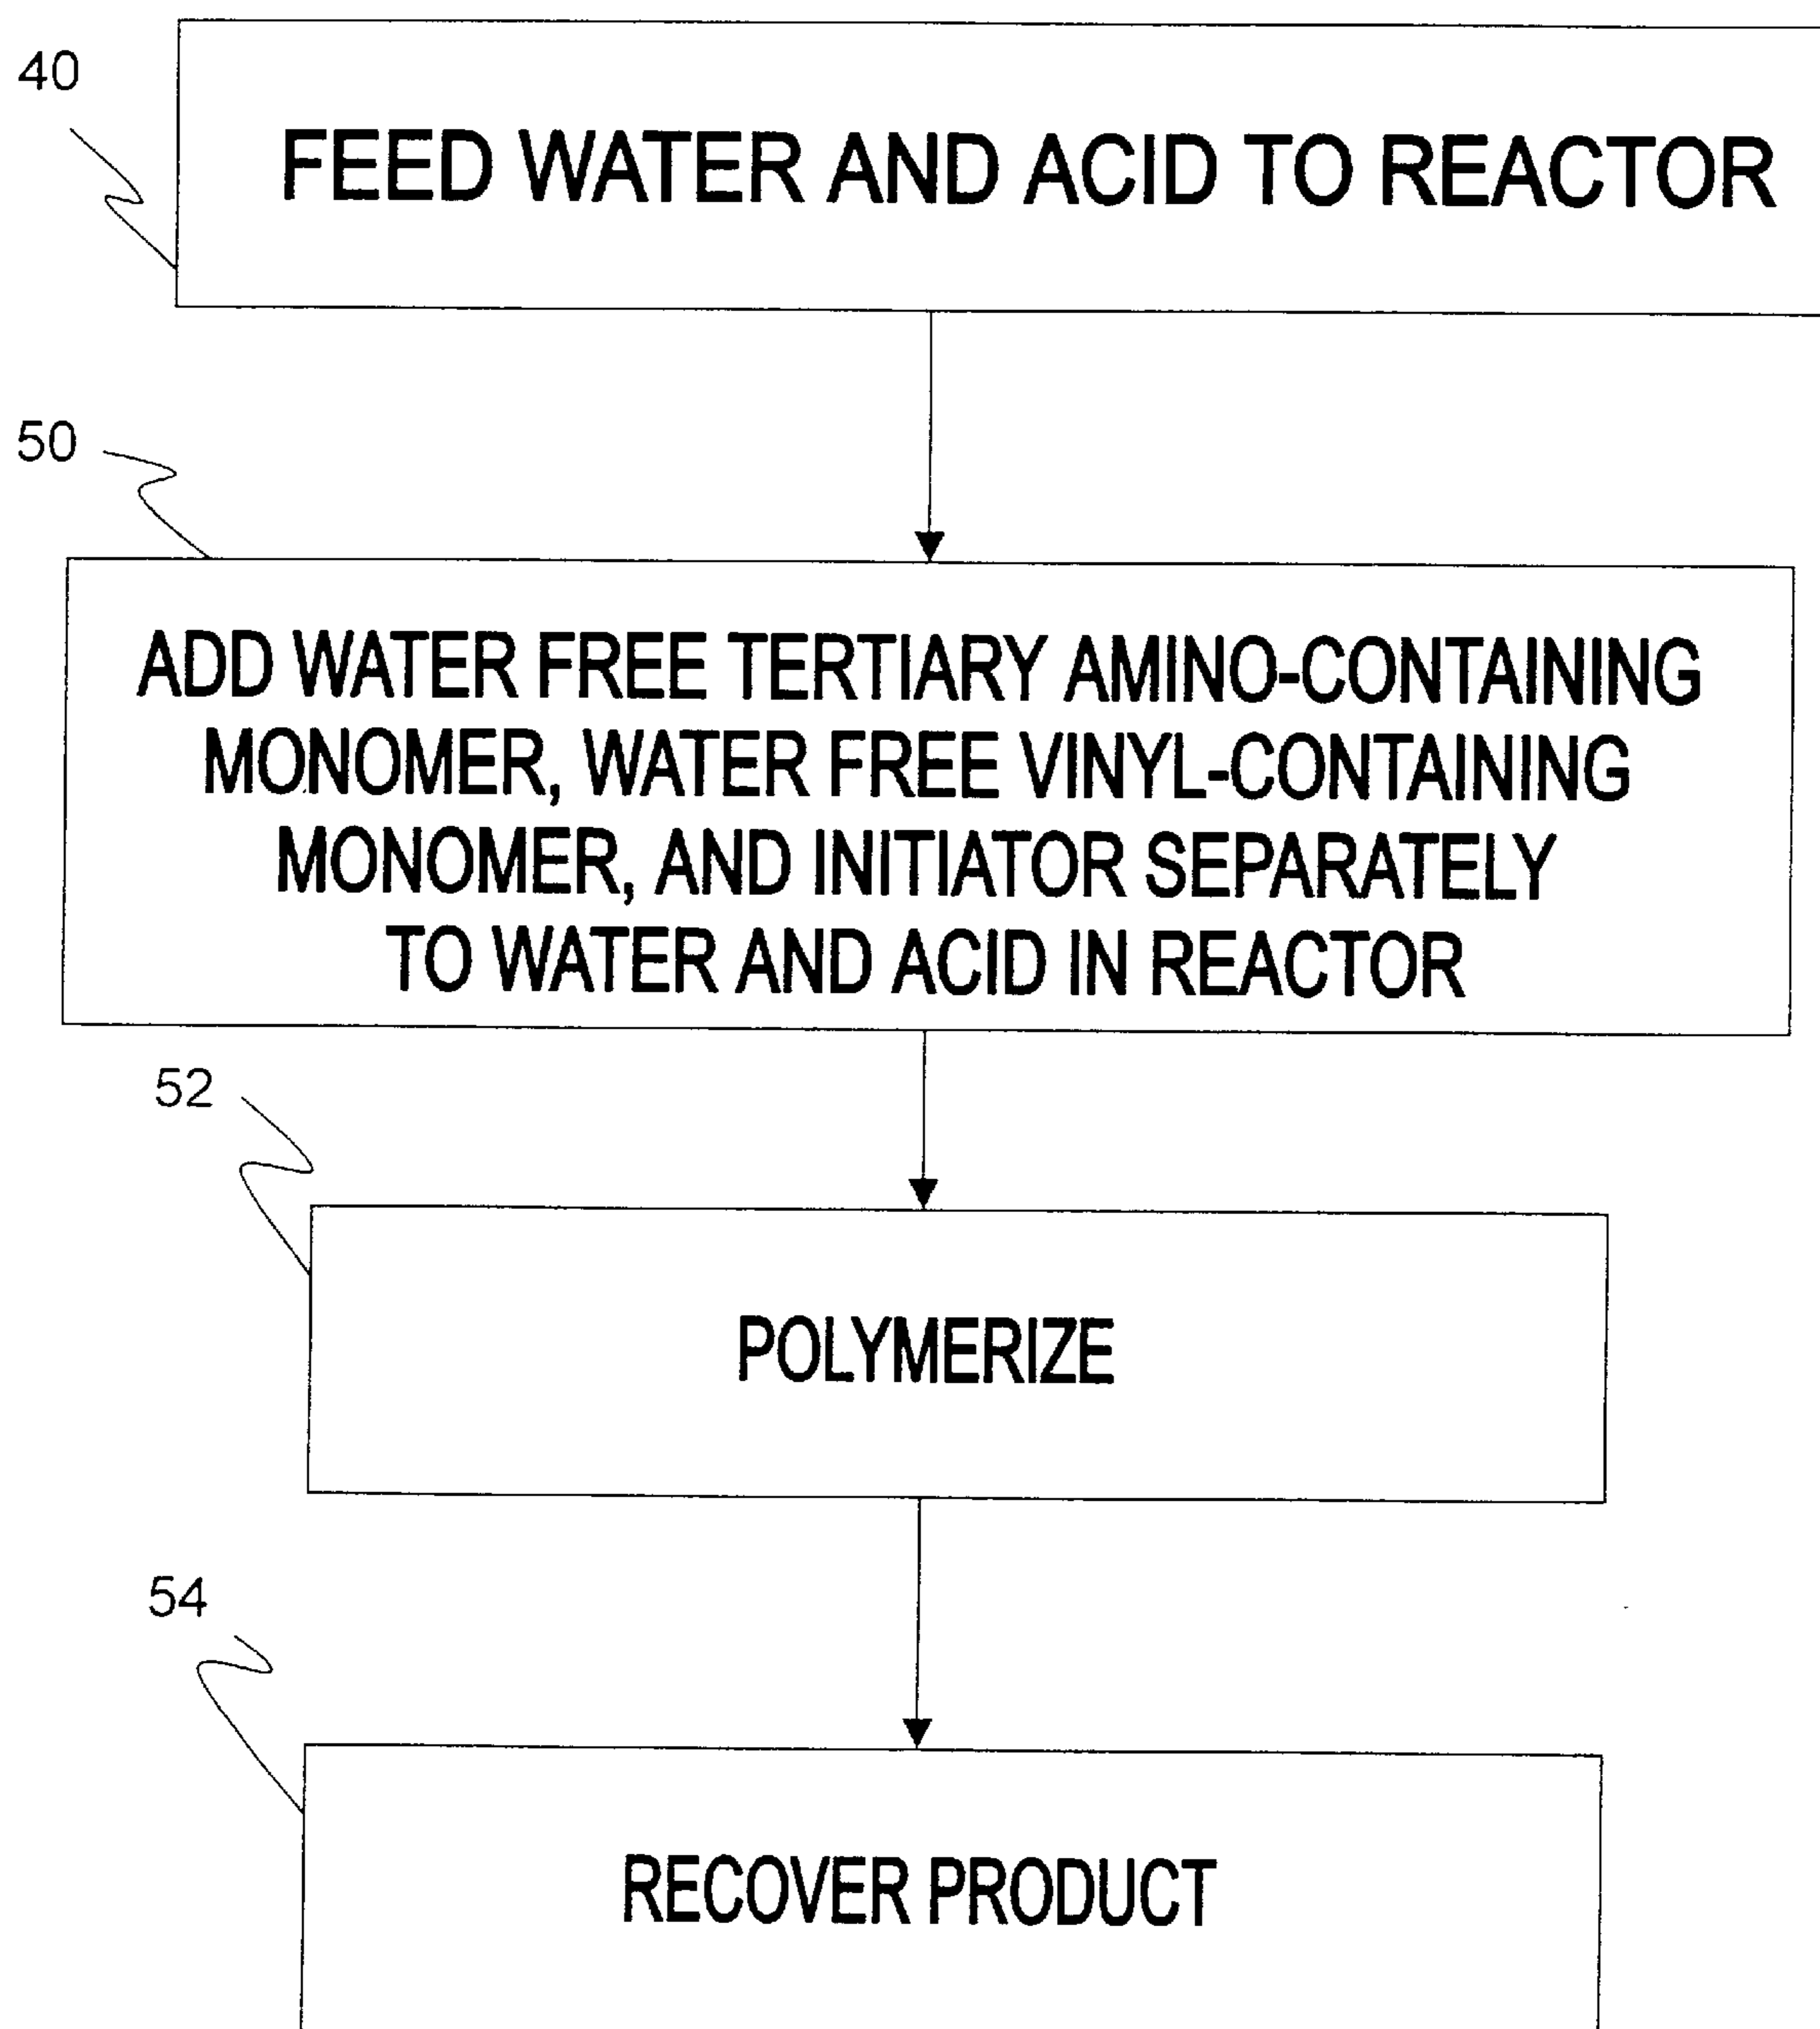 40
FEED WATER AND ACID TO REACTOR
50
ADD WATER FREE TERTIARY AMINO-CONTAINING
MONOMER, WATER FREE VINYL-CONTAINING
MONOMER, AND INITIATOR SEPARATELY
TO WATER AND ACID IN REACTOR
52
POLYMERIZE
54
RECOVER PRODUCT